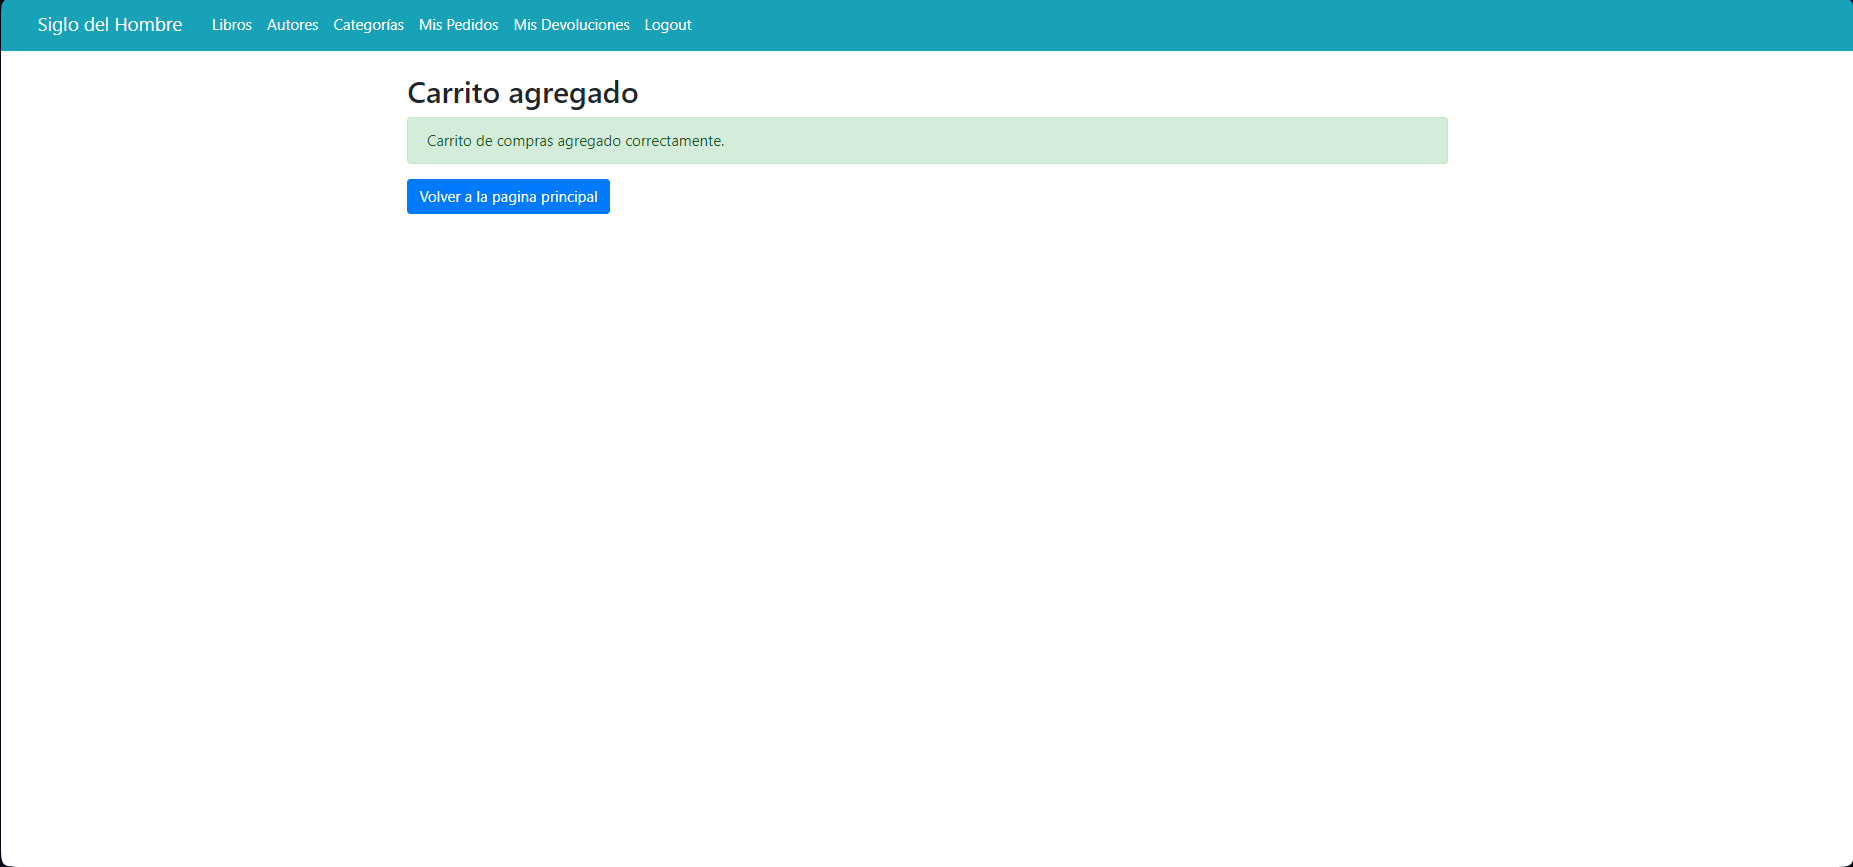 Siglo del Hombre Libros Autores Categorías Mis Pedidos Mis Devoluciones Logout
Carrito agregado
Carrito de compras agregado correctamente.
Volver a la pagina principal